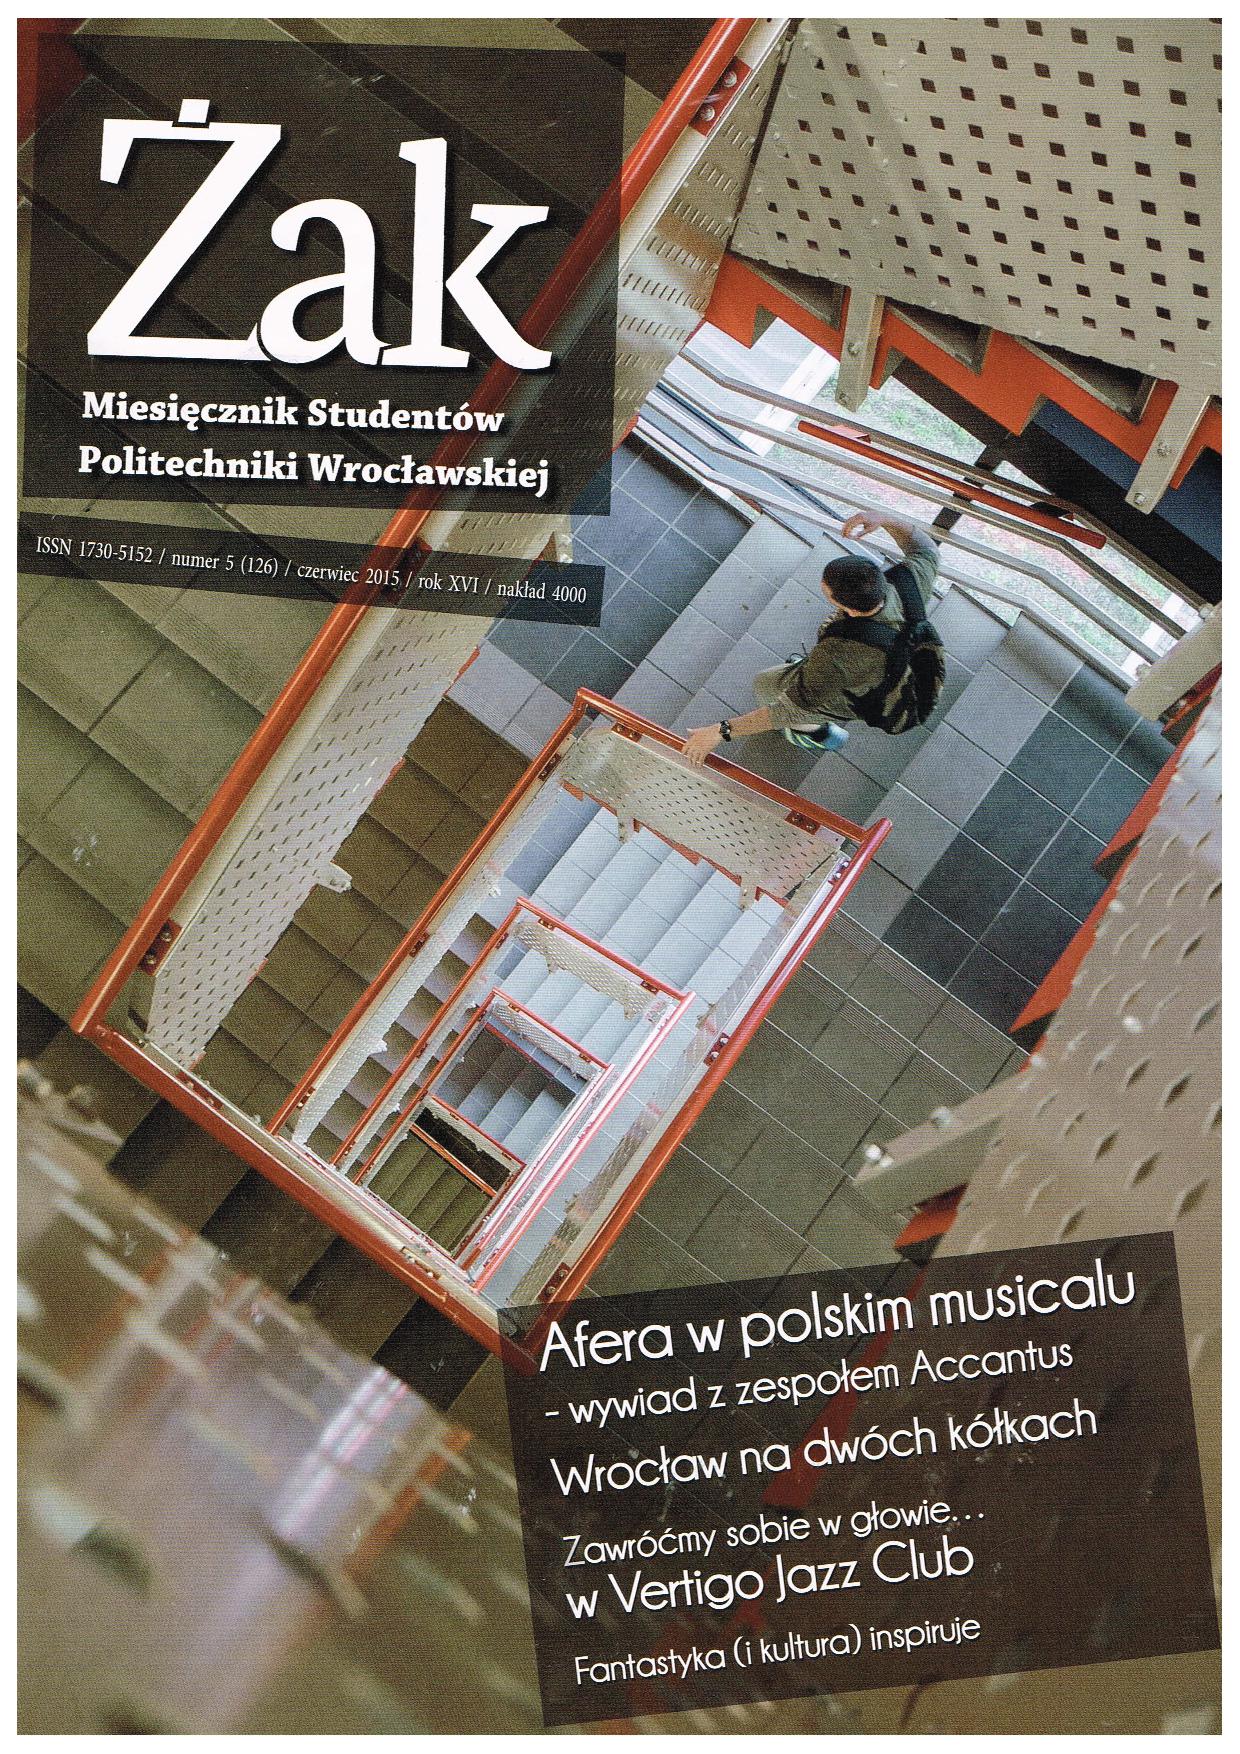 Żak
Miesięcznik Studentów
Politechniki Wrocławskiej
ISSN 1730-5152 / numer 5 (126) / czerwiec 2015 / rok XVI / nakład 4000
Afera w polskim musicalu
- wywiad z zespołem Accantus
Wrocław na dwóch kółkach
Zawróćmy sobie w głowie...
w Vertigo Jazz Club
Fantastyka (i kultura) inspiruje